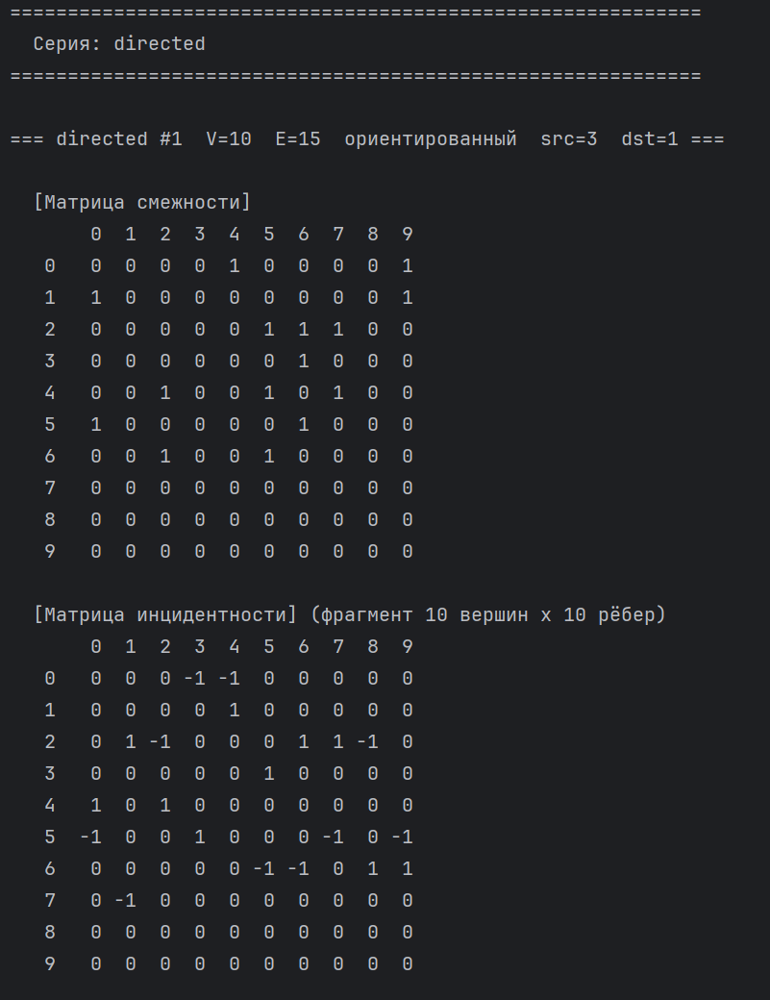 ============================================================
  Серия: directed
============================================================

=== directed #1  V=10  E=15  ориентированный  src=3  dst=1 ===

  [Матрица смежности]
       0  1  2  3  4  5  6  7  8  9
   0   0  0  0  0  1  0  0  0  0  1
   1   1  0  0  0  0  0  0  0  0  1
   2   0  0  0  0  0  1  1  1  0  0
   3   0  0  0  0  0  0  1  0  0  0
   4   0  0  1  0  0  1  0  1  0  0
   5   1  0  0  0  0  0  1  0  0  0
   6   0  0  1  0  0  1  0  0  0  0
   7   0  0  0  0  0  0  0  0  0  0
   8   0  0  0  0  0  0  0  0  0  0
   9   0  0  0  0  0  0  0  0  0  0

  [Матрица инцидентности] (фрагмент 10 вершин x 10 рёбер)
       0  1  2  3  4  5  6  7  8  9
   0   0  0  0 -1 -1  0  0  0  0  0
   1   0  0  0  0  1  0  0  0  0  0
   2   0  1 -1  0  0  0  1  1 -1  0
   3   0  0  0  0  0  1  0  0  0  0
   4   1  0  1  0  0  0  0  0  0  0
   5  -1  0  0  1  0  0  0 -1  0 -1
   6   0  0  0  0  0 -1 -1  0  1  1
   7   0 -1  0  0  0  0  0  0  0  0
   8   0  0  0  0  0  0  0  0  0  0
   9   0  0  0  0  0  0  0  0  0  0